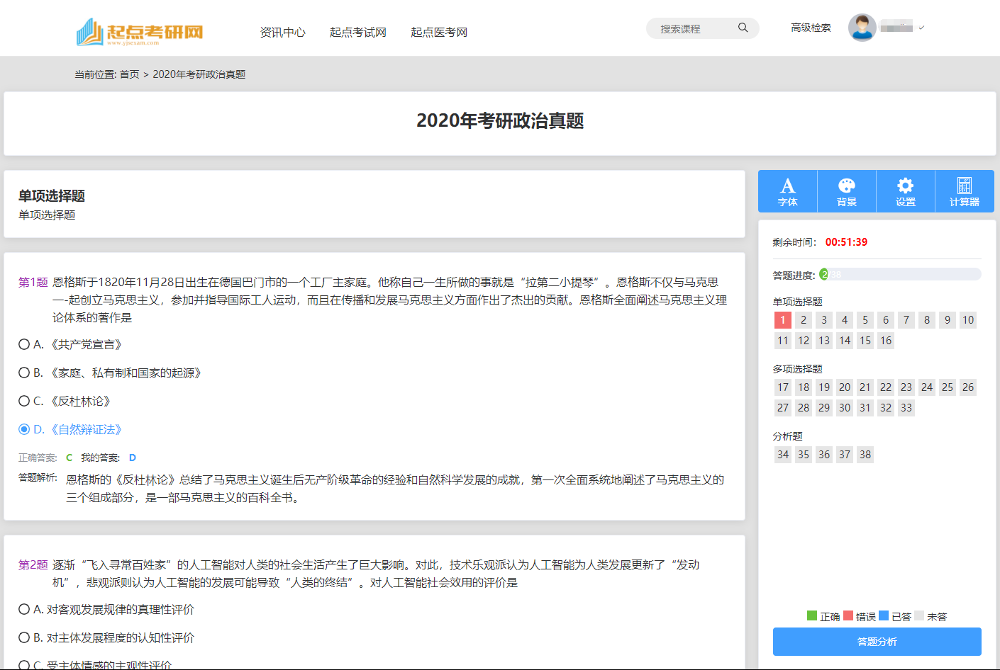 起点考研网
www.yjsexam.com
资讯中心 起点考试网 起点医考网
搜索课程
高级检索
当前位置: 首页 > 2020年考研政治真题
2020年考研政治真题
单项选择题
单项选择题
第1题 恩格斯于1820年11月28日出生在德国巴门市的一个工厂主家庭。他称自己一生所做的事就是“拉第二小提琴”。恩格斯不仅与马克思
一-起创立马克思主义，参加并指导国际工人运动，而且在传播和发展马克思主义方面作出了杰出的贡献。恩格斯全面阐述马克思主义理
论体系的著作是
A. 《共产党宣言》
B. 《家庭、私有制和国家的起源》
C. 《反杜林论》
D. 《自然辩证法》
正确答案: C 我的答案: D
答题解析: 恩格斯的《反杜林论》总结了马克思主义诞生后无产阶级革命的经验和自然科学发展的成就，第一次全面系统地阐述了马克思主义的
三个组成部分，是一部马克思主义的百科全书。
第2题 逐渐“飞入寻常百姓家”的人工智能对人类的社会生活产生了巨大影响。对此，技术乐观派认为人工智能为人类发展更新了“发动
机”，悲观派则认为人工智能的发展可能导致“人类的终结”。对人工智能社会效用的评价是
A. 对客观发展规律的真理性评价
B. 对主体发展程度的认知性评价
C. 受主体情感的主观性评价
字体 背景 设置 计算器
剩余时间: 00:51:39
答题进度: 2/38
单项选择题
1 2 3 4 5 6 7 8 9 10
11 12 13 14 15 16
多项选择题
17 18 19 20 21 22 23 24 25 26
27 28 29 30 31 32 33
分析题
34 35 36 37 38
正确 错误 已答 未答
答题分析